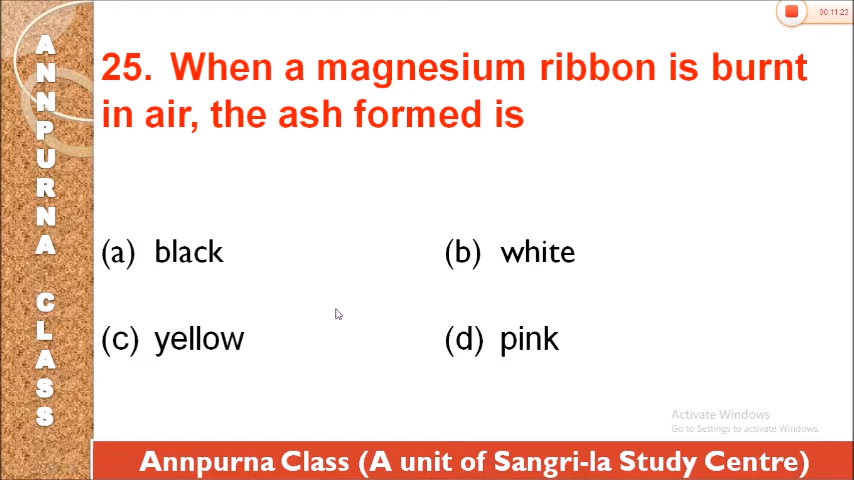 00:11:23
ANNPURNA CLASS
25. When a magnesium ribbon is burnt
in air, the ash formed is
(a) black
(b) white
(c) yellow
(d) pink
Activate Windows
Go to Settings to activate Windows.
Annpurna Class (A unit of Sangri-la Study Centre)